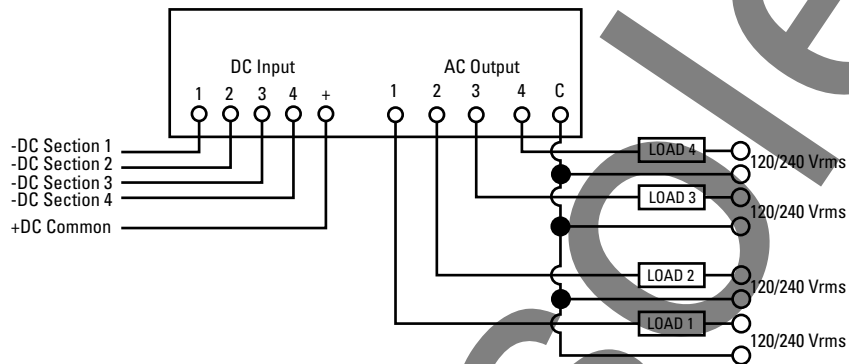 DC Input
AC Output
1 2 3 4 +
1 2 3 4 C
-DC Section 1
-DC Section 2
-DC Section 3
-DC Section 4
+DC Common
LOAD 4
120/240 Vrms
LOAD 3
120/240 Vrms
LOAD 2
120/240 Vrms
LOAD 1
120/240 Vrms